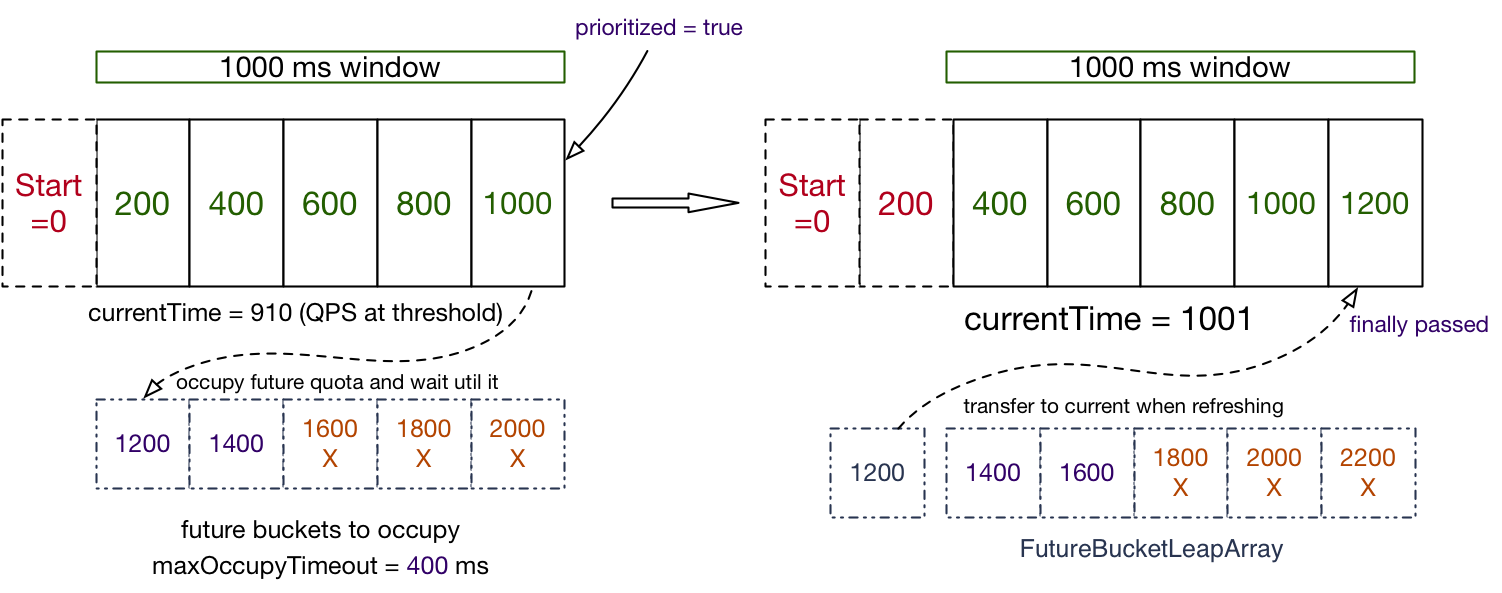 prioritized = true
1000 ms window
Start
=0
200
400
600
800
1000
currentTime = 910 (QPS at threshold)
occupy future quota and wait util it
1200
1400
1600
X
1800
X
2000
X
future buckets to occupy
maxOccupyTimeout = 400 ms
1000 ms window
Start
=0
200
400
600
800
1000
1200
currentTime = 1001
finally passed
transfer to current when refreshing
1200
1400
1600
1800
X
2000
X
2200
X
FutureBucketLeapArray